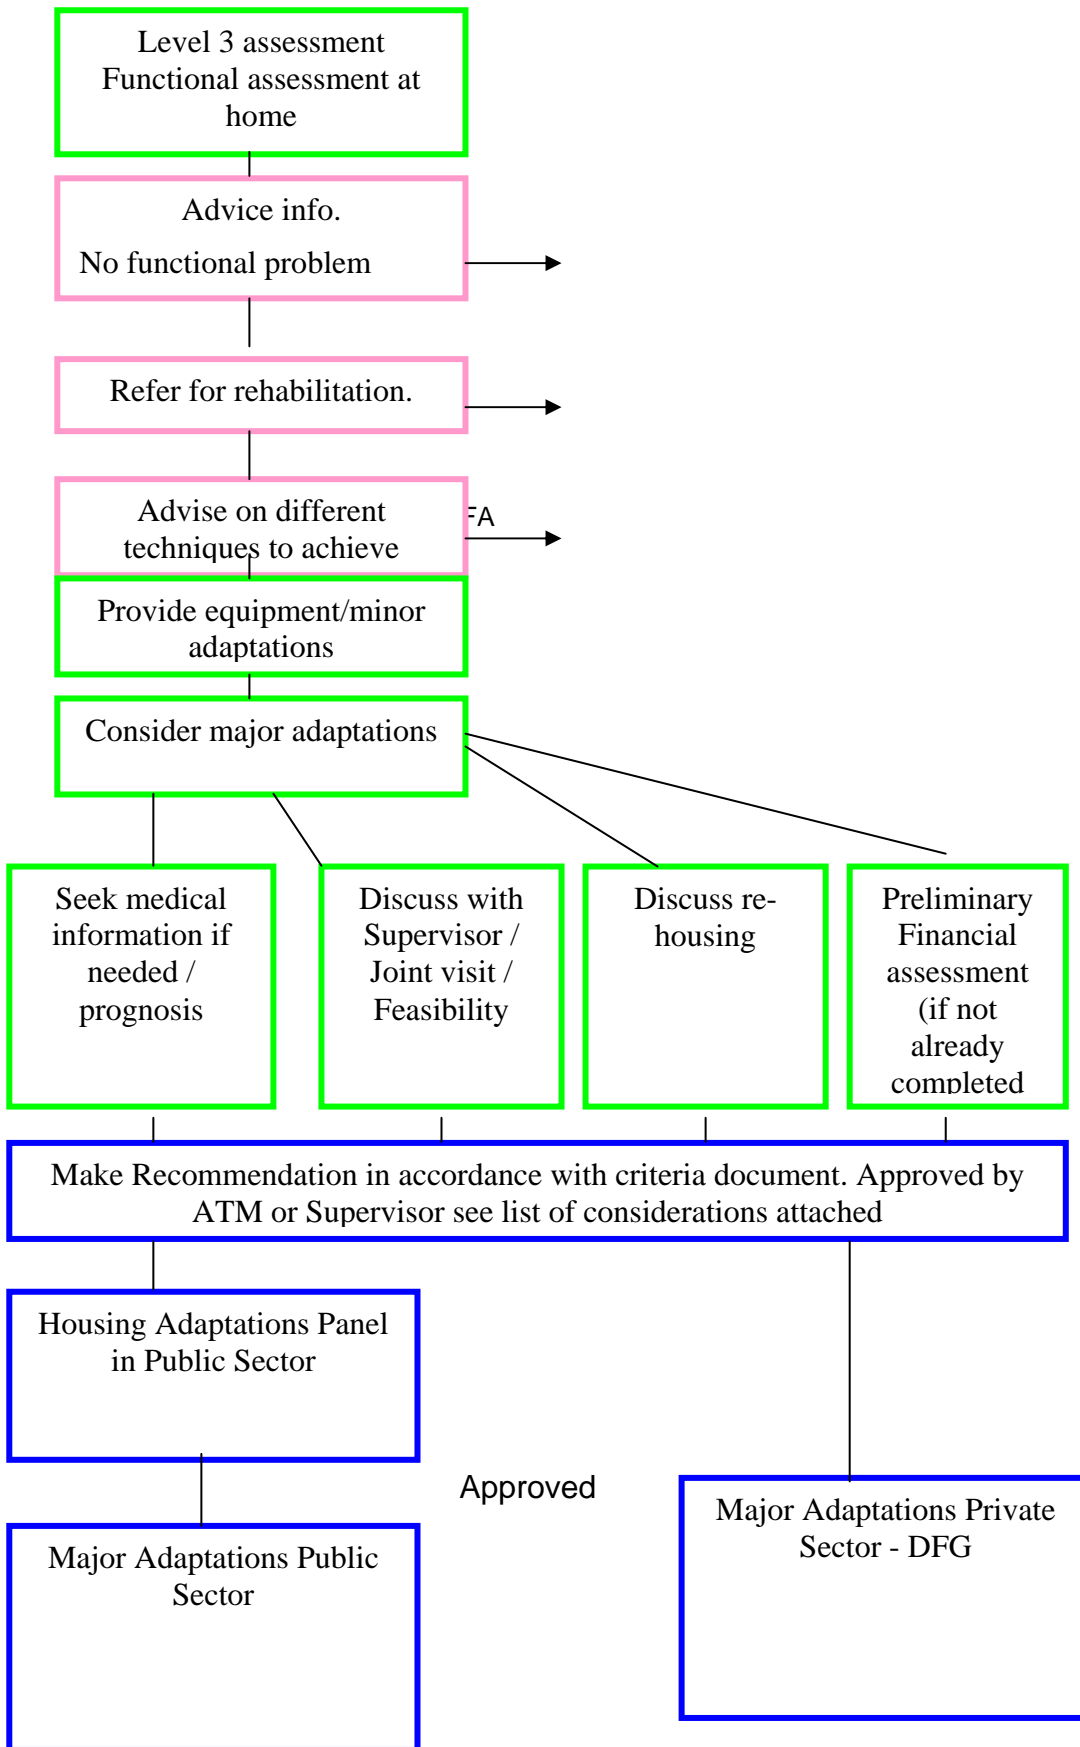 Level 3 assessment
Functional assessment at
home
Advice info.
No functional problem
Refer for rehabilitation.
Advise on different
techniques to achieve
FA
Provide equipment/minor
adaptations
Consider major adaptations
Seek medical
information if
needed /
prognosis
Discuss with
Supervisor /
Joint visit /
Feasibility
Discuss re-
housing
Preliminary
Financial
assessment
(if not
already
completed
Make Recommendation in accordance with criteria document. Approved by
ATM or Supervisor see list of considerations attached
Housing Adaptations Panel
in Public Sector
Approved
Major Adaptations Private
Sector - DFG
Major Adaptations Public
Sector